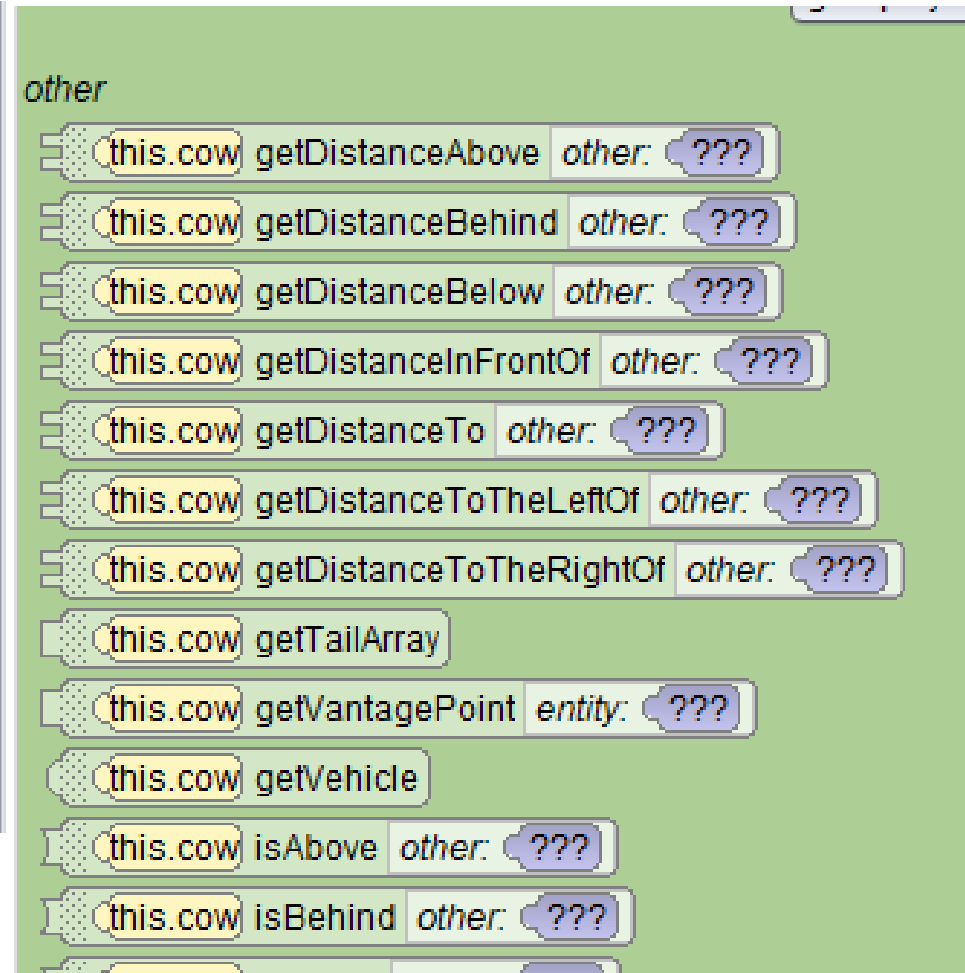 other
this.cow getDistanceAbove other: ???
this.cow getDistanceBehind other: ???
this.cow getDistanceBelow other: ???
this.cow getDistanceInFrontOf other: ???
this.cow getDistanceTo other: ???
this.cow getDistanceToTheLeftOf other: ???
this.cow getDistanceToTheRightOf other: ???
this.cow getTailArray
this.cow getVantagePoint entity: ???
this.cow getVehicle
this.cow isAbove other: ???
this.cow isBehind other: ???